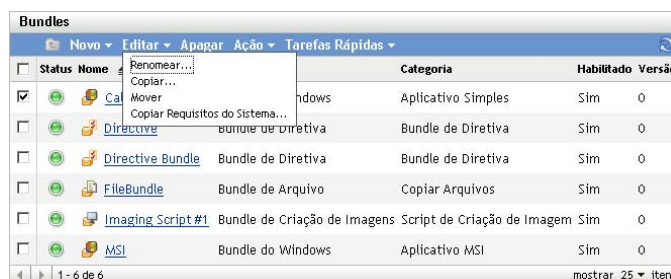 Bundles
Novo Editar Apagar Ação Tarefas Rápidas
Status Nome Categoria Habilitado
Renomear...
Copiar...
Mover
Copiar Requisitos do Sistema...
Aplicativo Simples Sim 0
Directive Bundle de Diretiva Bundle de Diretiva Sim 0
Directive Bundle Bundle de Diretiva Bundle de Diretiva Sim 0
FileBundle Bundle de Arquivo Copiar Arquivos Sim 0
Imaging Script #1 Bundle de Criação de Imagens Script de Criação de Imagem Sim 0
MSI Bundle do Windows Aplicativo MSI Sim 0
1 - 6 de 6 mostrar 25